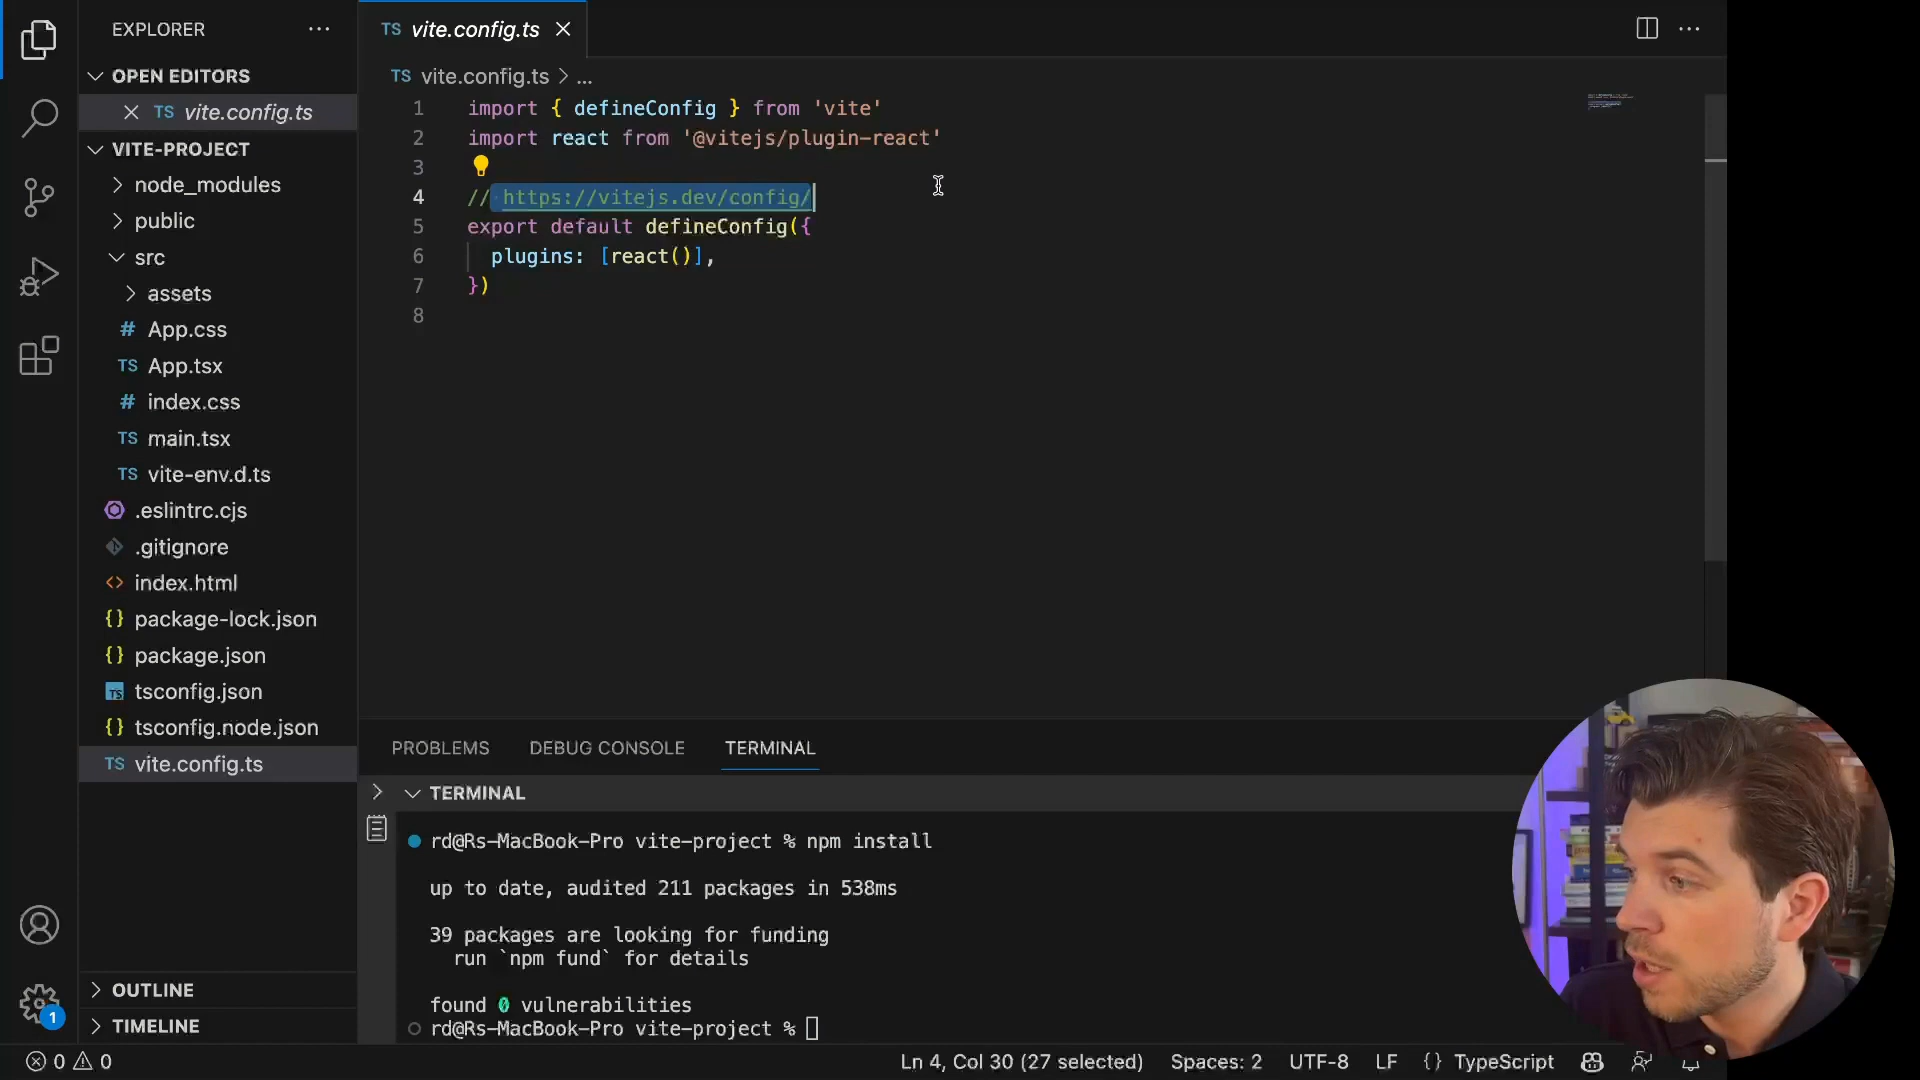 EXPLORER
OPEN EDITORS
TS vite.config.ts
VITE-PROJECT
node_modules
public
src
assets
# App.css
TS App.tsx
# index.css
TS main.tsx
TS vite-env.d.ts
.eslintrc.cjs
.gitignore
<> index.html
{} package-lock.json
{} package.json
TS tsconfig.json
{} tsconfig.node.json
TS vite.config.ts
OUTLINE
TIMELINE
1
TS vite.config.ts
TS vite.config.ts > ...
1 import { defineConfig } from 'vite'
2 import react from '@vitejs/plugin-react'
3
4 // https://vitejs.dev/config/
5 export default defineConfig({
6 plugins: [react()],
7 })
8
PROBLEMS DEBUG CONSOLE TERMINAL
TERMINAL
rd@Rs-MacBook-Pro vite-project % npm install
up to date, audited 211 packages in 538ms
39 packages are looking for funding
run `npm fund` for details
found 0 vulnerabilities
rd@Rs-MacBook-Pro vite-project %
0 0 Ln 4, Col 30 (27 selected) Spaces: 2 UTF-8 LF {} TypeScript